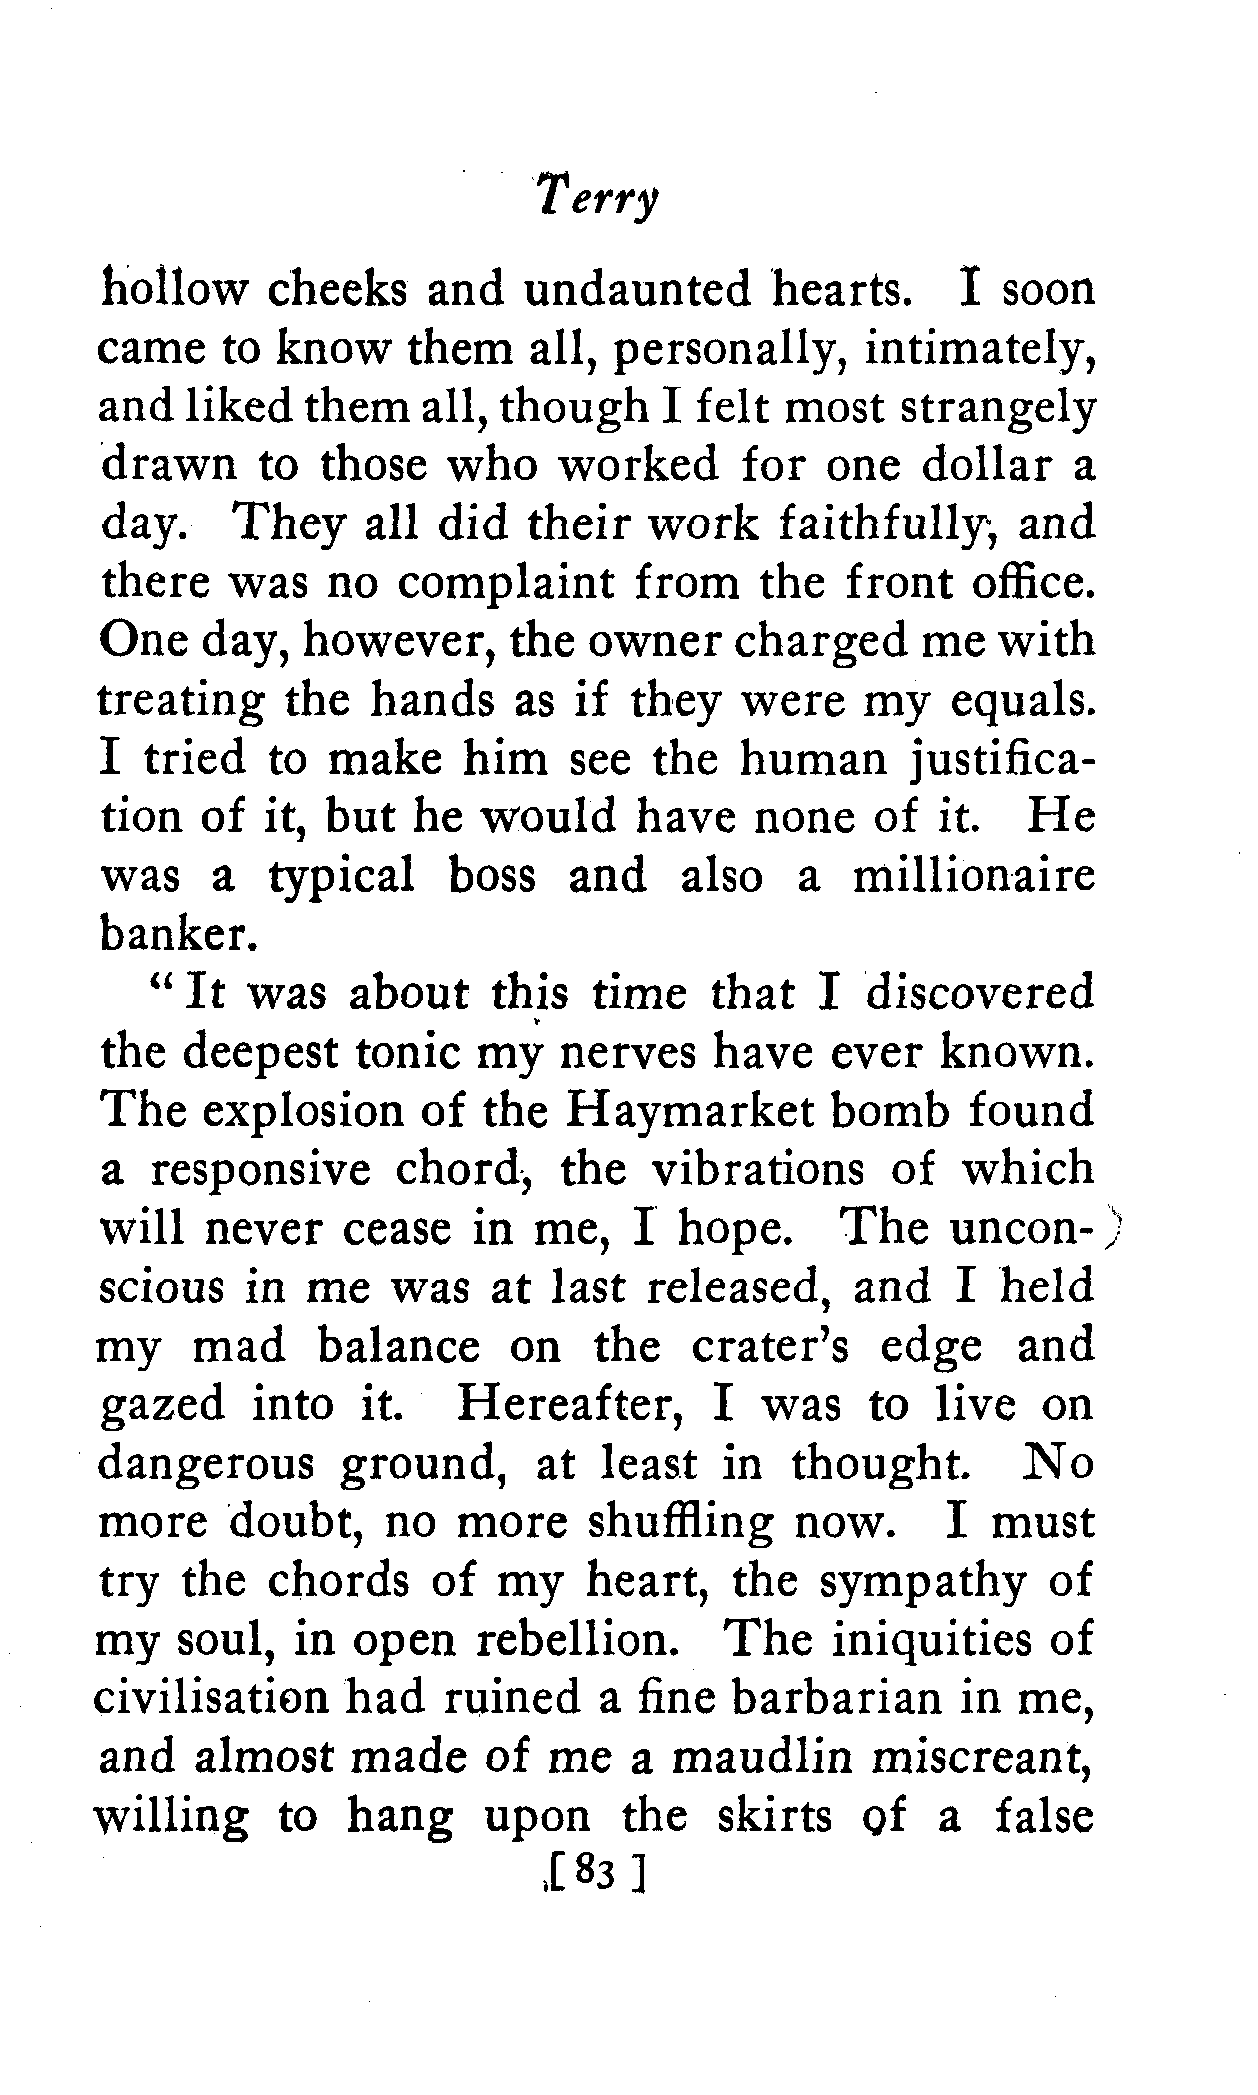 Terry
hollow cheeks and undaunted hearts. I soon
came to know them all, personally, intimately,
and liked them all, though I felt most strangely
drawn to those who worked for one dollar a
day. They all did their work faithfully, and
there was no complaint from the front office.
One day, however, the owner charged me with
treating the hands as if they were my equals.
I tried to make him see the human justifica-
tion of it, but he would have none of it. He
was a typical boss and also a millionaire
banker.
"It was about this time that I discovered
the deepest tonic my nerves have ever known.
The explosion of the Haymarket bomb found
a responsive chord, the vibrations of which
will never cease in me, I hope. The uncon-
scious in me was at last released, and I held
my mad balance on the crater's edge and
gazed into it. Hereafter, I was to live on
dangerous ground, at least in thought. No
more doubt, no more shuffling now. I must
try the chords of my heart, the sympathy of
my soul, in open rebellion. The iniquities of
civilisation had ruined a fine barbarian in me,
and almost made of me a maudlin miscreant,
willing to hang upon the skirts of a false
[ 83 ]